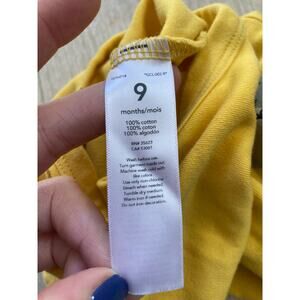 9
months/mois
100% cotton
100% coton
100% algodón
RN# 35623
CA# 13001
Wash before use.
Turn garment inside out.
Machine wash cold with
like colors.
Use only non-chlorine
bleach when needed.
Tumble dry medium.
Warm iron if needed.
Do not iron decoration.